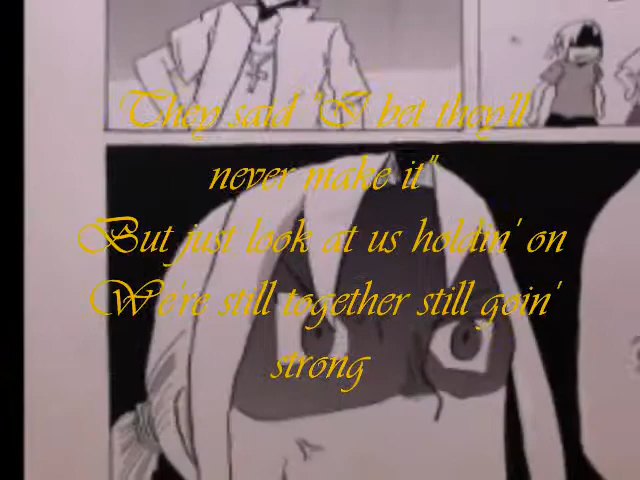 They said "I bet they'll
never make it"
But just look at us holdin' on
We're still together still goin'
strong